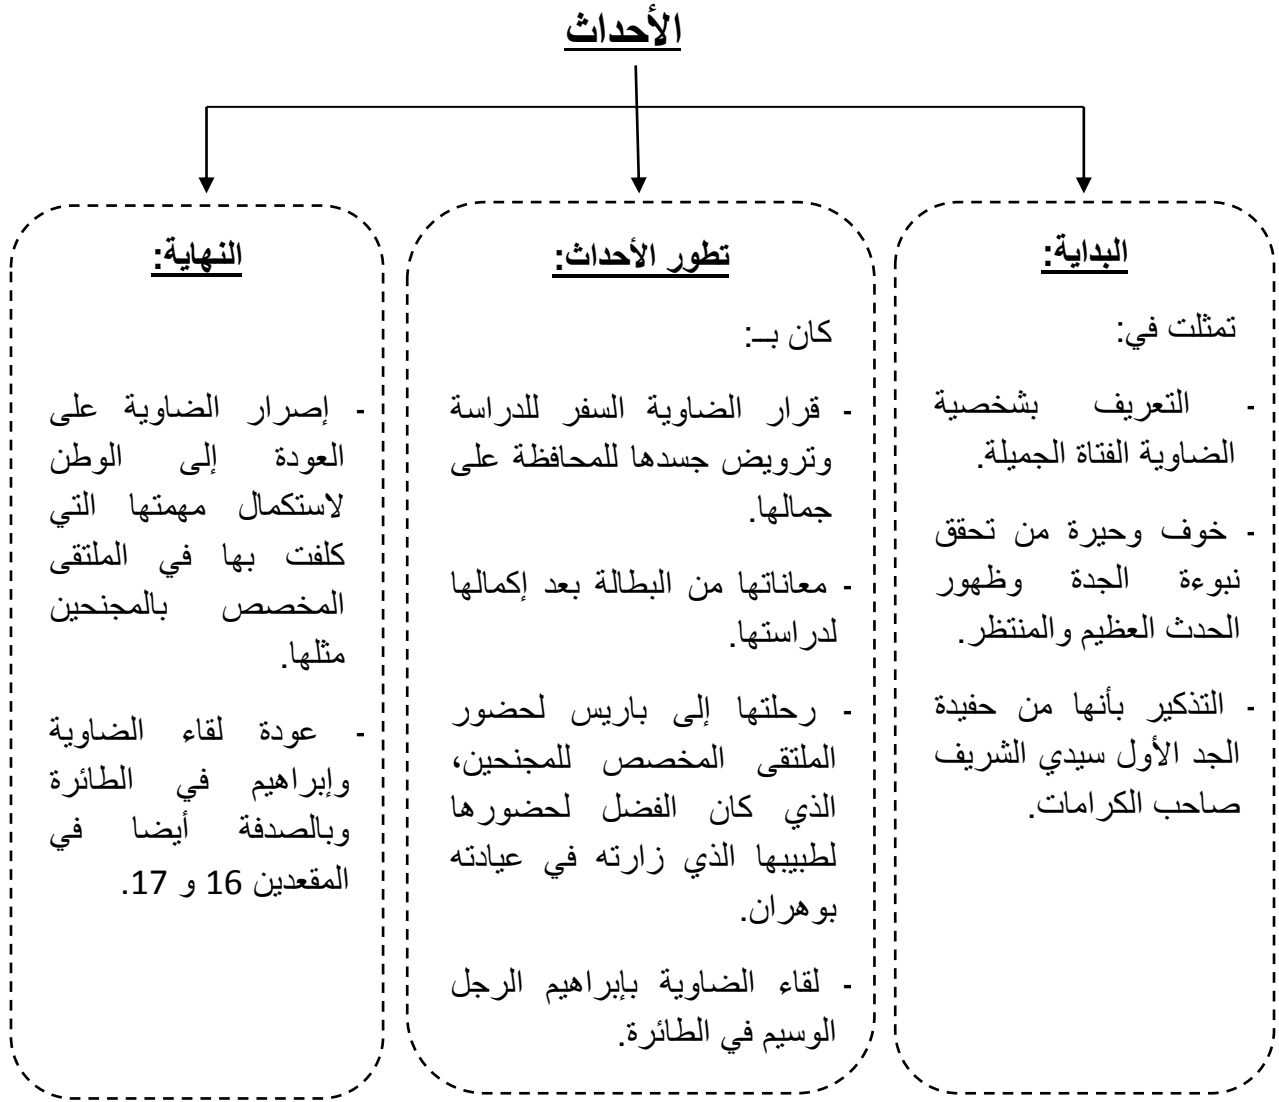 الأحداث
البداية:
تمثلت في:
- التعريف بشخصية
الضاوية الفتاة الجميلة.
- خوف وحيرة من تحقق
نبوءة الجدة وظهور
الحدث العظيم والمنتظر.
- التذكير بأنها من حفيدة
الجد الأول سيدي الشريف
صاحب الكرامات.
تطور الأحداث:
كان بــ:
- قرار الضاوية السفر للدراسة
وترويض جسدها للمحافظة على
جمالها.
- معاناتها من البطالة بعد إكمالها
لدراستها.
- رحلتها إلى باريس لحضور
الملتقى المخصص للمجنحين،
الذي كان الفضل لحضورها
لطبيبها الذي زارته في عيادته
بوهران.
- لقاء الضاوية بإبراهيم الرجل
الوسيم في الطائرة.
النهاية:
- إصرار الضاوية على
العودة إلى الوطن
لاستكمال مهمتها التي
كلفت بها في الملتقى
المخصص بالمجنحين
مثلها.
- عودة لقاء الضاوية
وإبراهيم في الطائرة
وبالصدفة أيضا في
المقعدين 16 و 17.